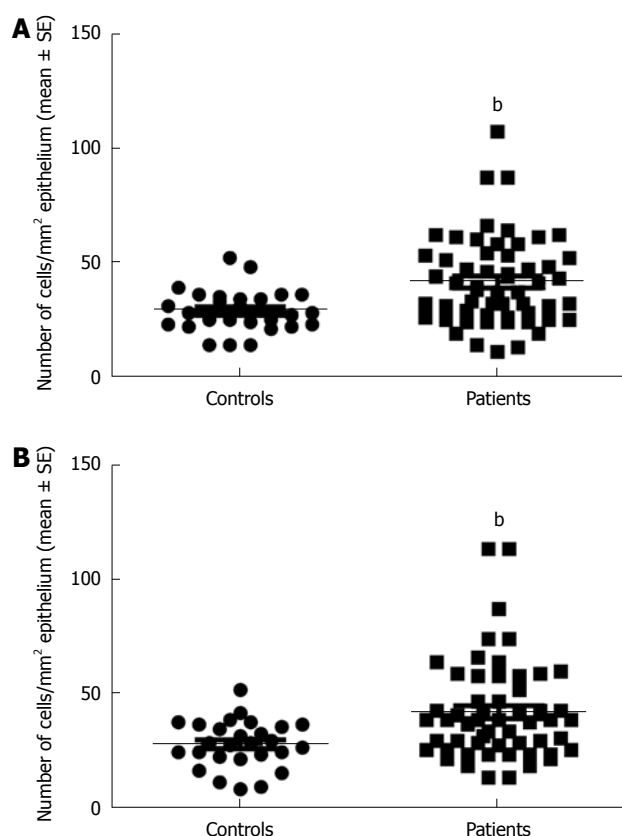 A
Number of cells/mm² epithelium (mean ± SE)
150
100
50
0
b
Controls
Patients
B
Number of cells/mm² epithelium (mean ± SE)
150
100
50
0
b
Controls
Patients